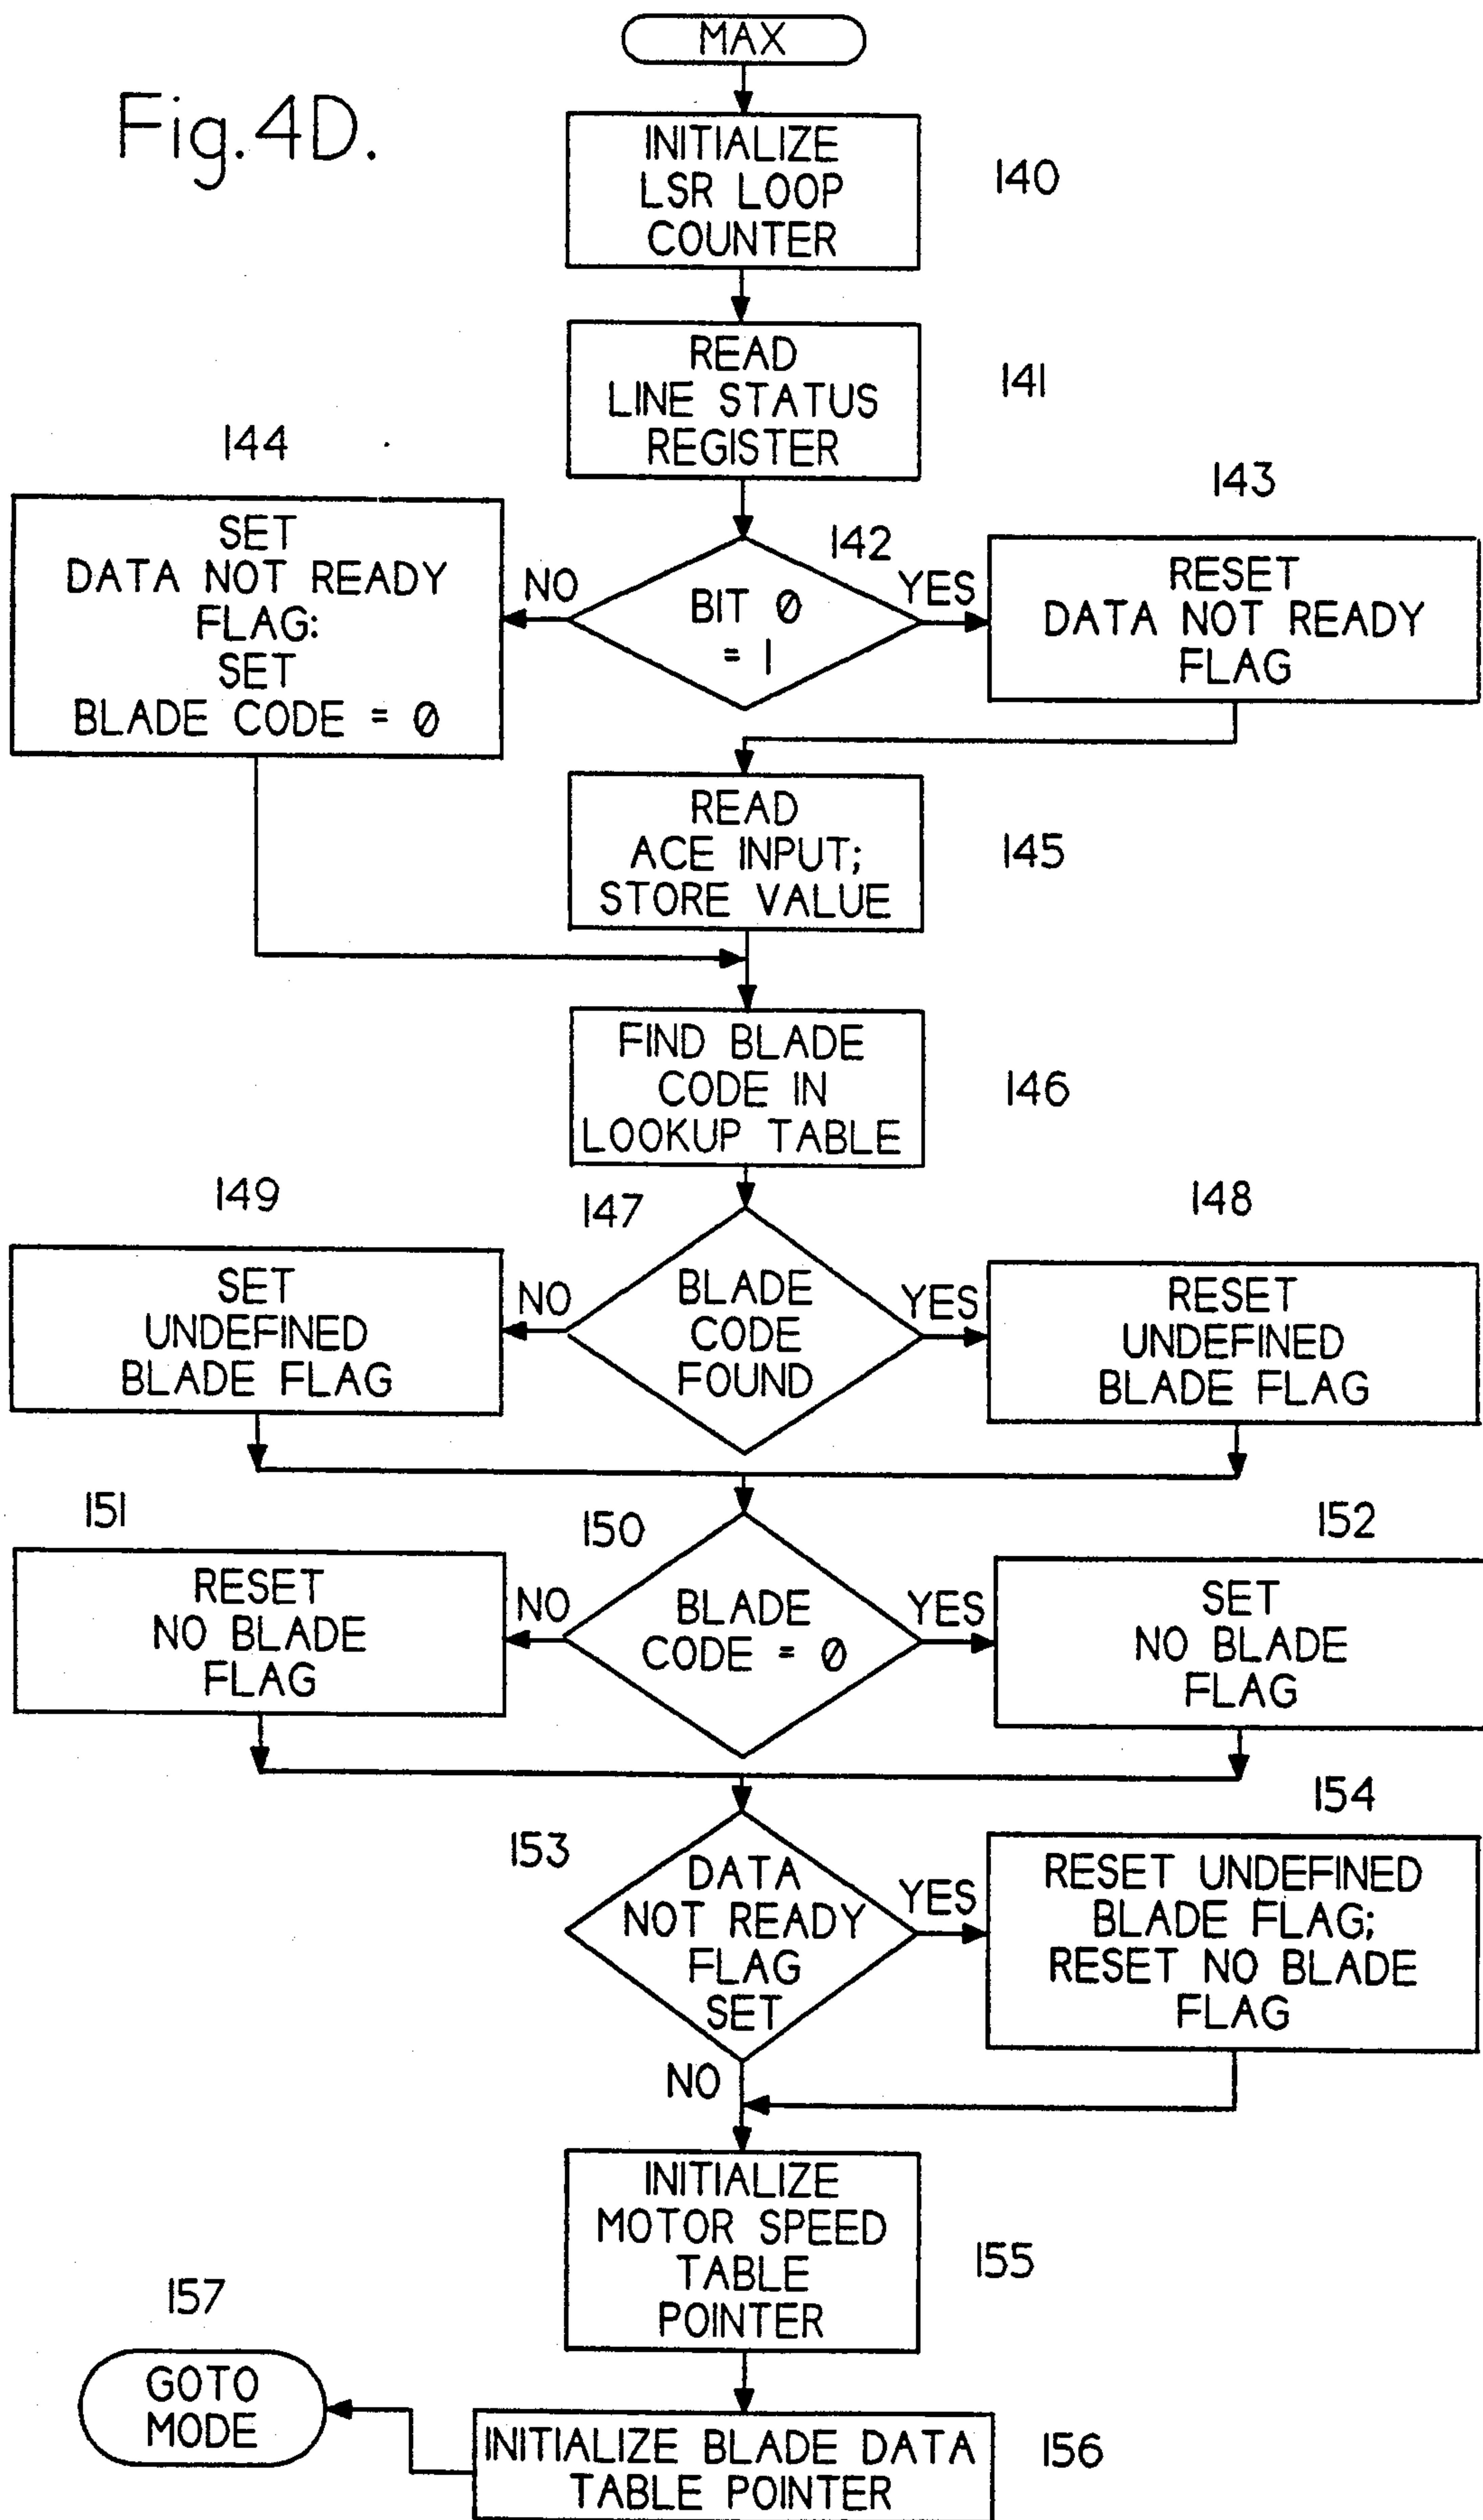 MAX
Fig.4D.
INITIALIZE
LSR LOOP
COUNTER
140
READ
LINE STATUS
REGISTER
141
144
143
SET
DATA NOT READY
FLAG:
SET
BLADE CODE = 0
NO
142
BIT 0
= 1
YES
RESET
DATA NOT READY
FLAG
READ
ACE INPUT;
STORE VALUE
145
FIND BLADE
CODE IN
LOOKUP TABLE
146
149
147
148
SET
UNDEFINED
BLADE FLAG
NO
BLADE
CODE
FOUND
YES
RESET
UNDEFINED
BLADE FLAG
151
150
152
RESET
NO BLADE
FLAG
NO
BLADE
CODE = 0
YES
SET
NO BLADE
FLAG
153
154
DATA
NOT READY
FLAG
SET
YES
RESET UNDEFINED
BLADE FLAG;
RESET NO BLADE
FLAG
NO
INITIALIZE
MOTOR SPEED
TABLE
POINTER
155
157
GOTO
MODE
INITIALIZE BLADE DATA
TABLE POINTER
156